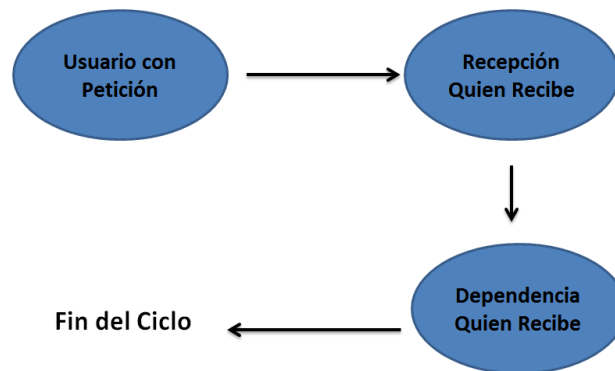 Usuario con
Petición
Recepción
Quien Recibe
Dependencia
Quien Recibe
Fin del Ciclo